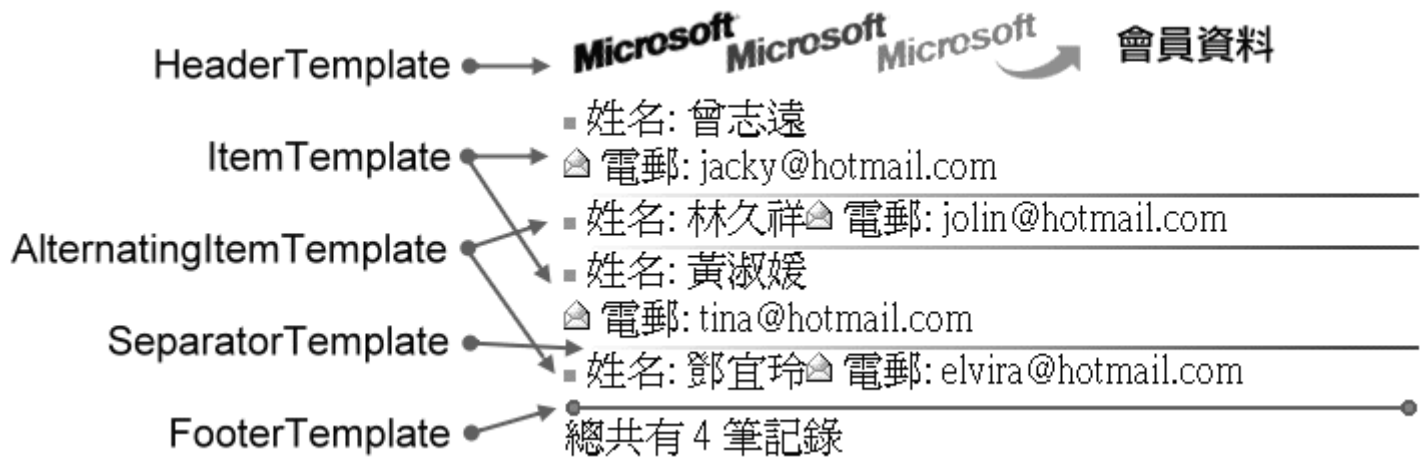 HeaderTemplate Microsoft Microsoft Microsoft 會員資料
姓名: 曾志遠
ItemTemplate 電郵: jacky@hotmail.com
姓名: 林久祥 電郵: jolin@hotmail.com
AlternatingItemTemplate
姓名: 黃淑媛
電郵: tina@hotmail.com
SeparatorTemplate
姓名: 鄧宜玲 電郵: elvira@hotmail.com
FooterTemplate 總共有 4 筆記錄